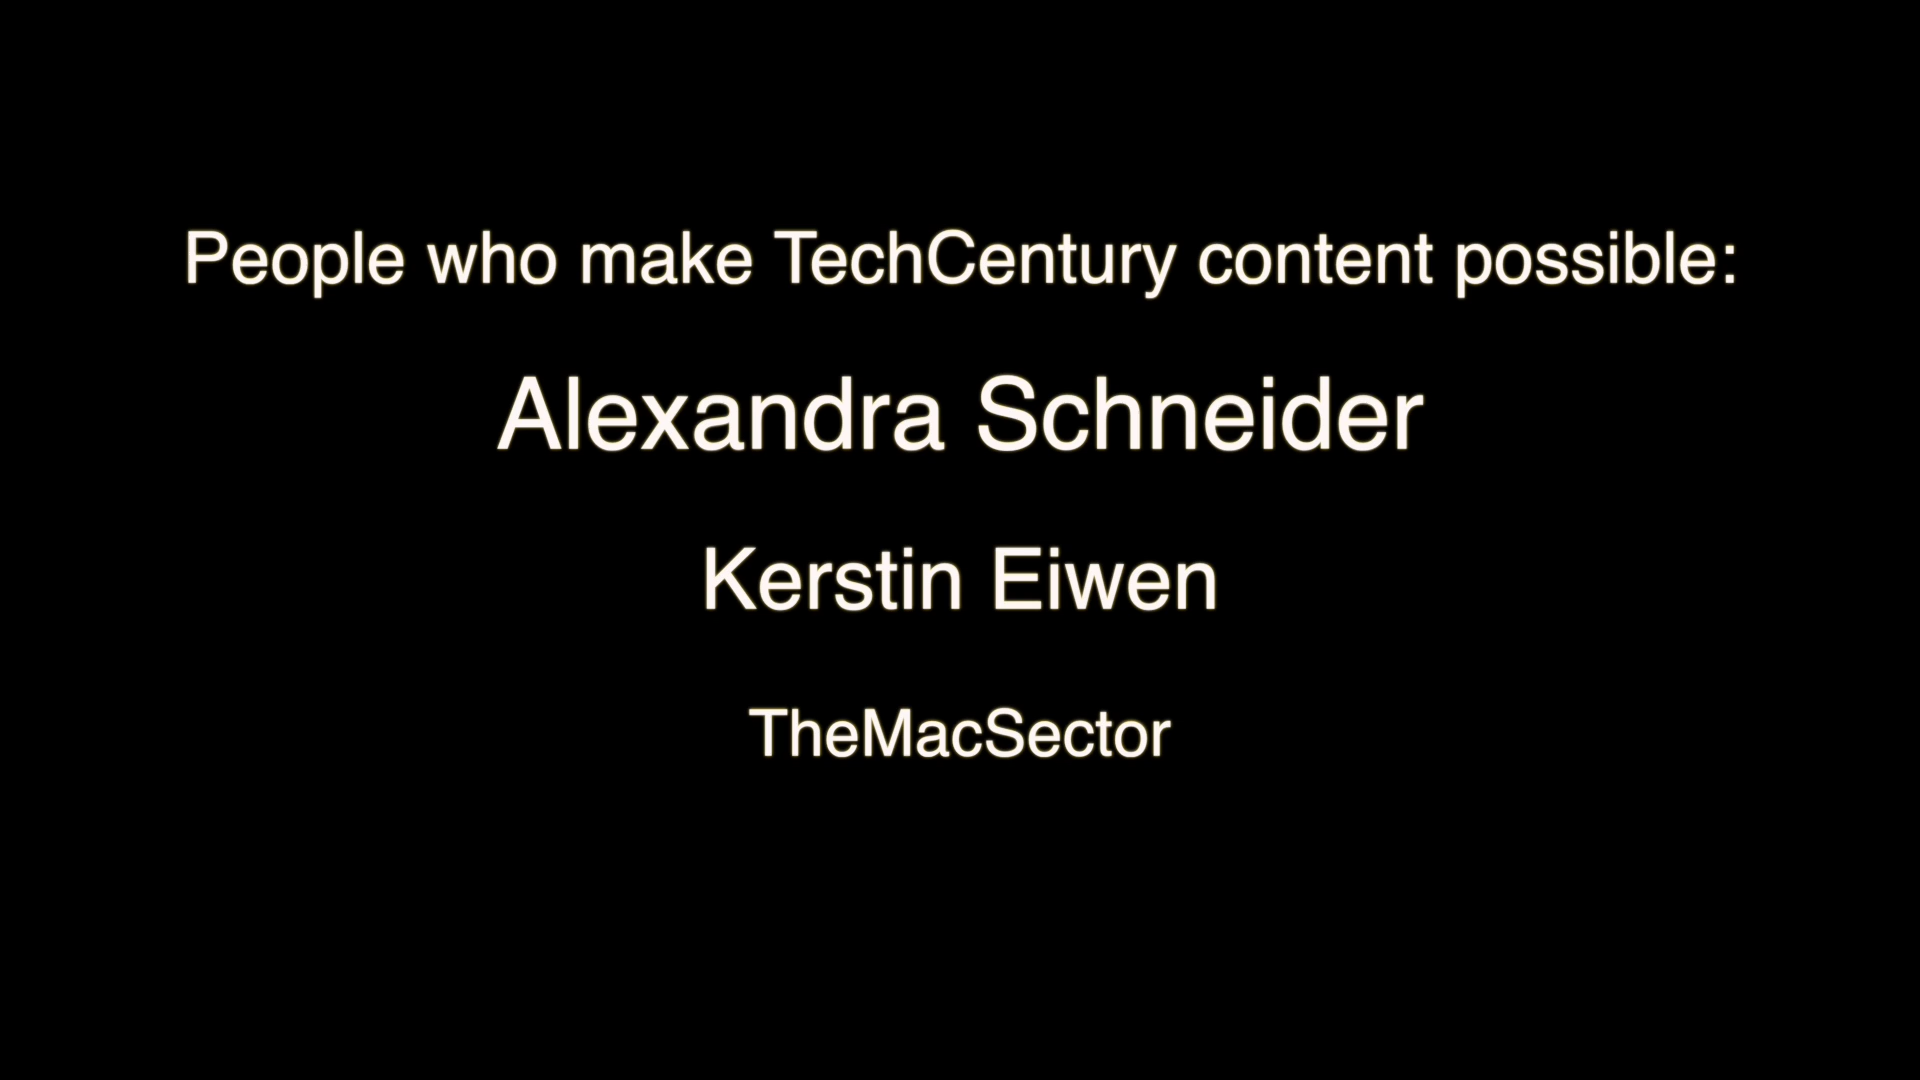 People who make TechCentury content possible:
Alexandra Schneider
Kerstin Eiwen
TheMacSector